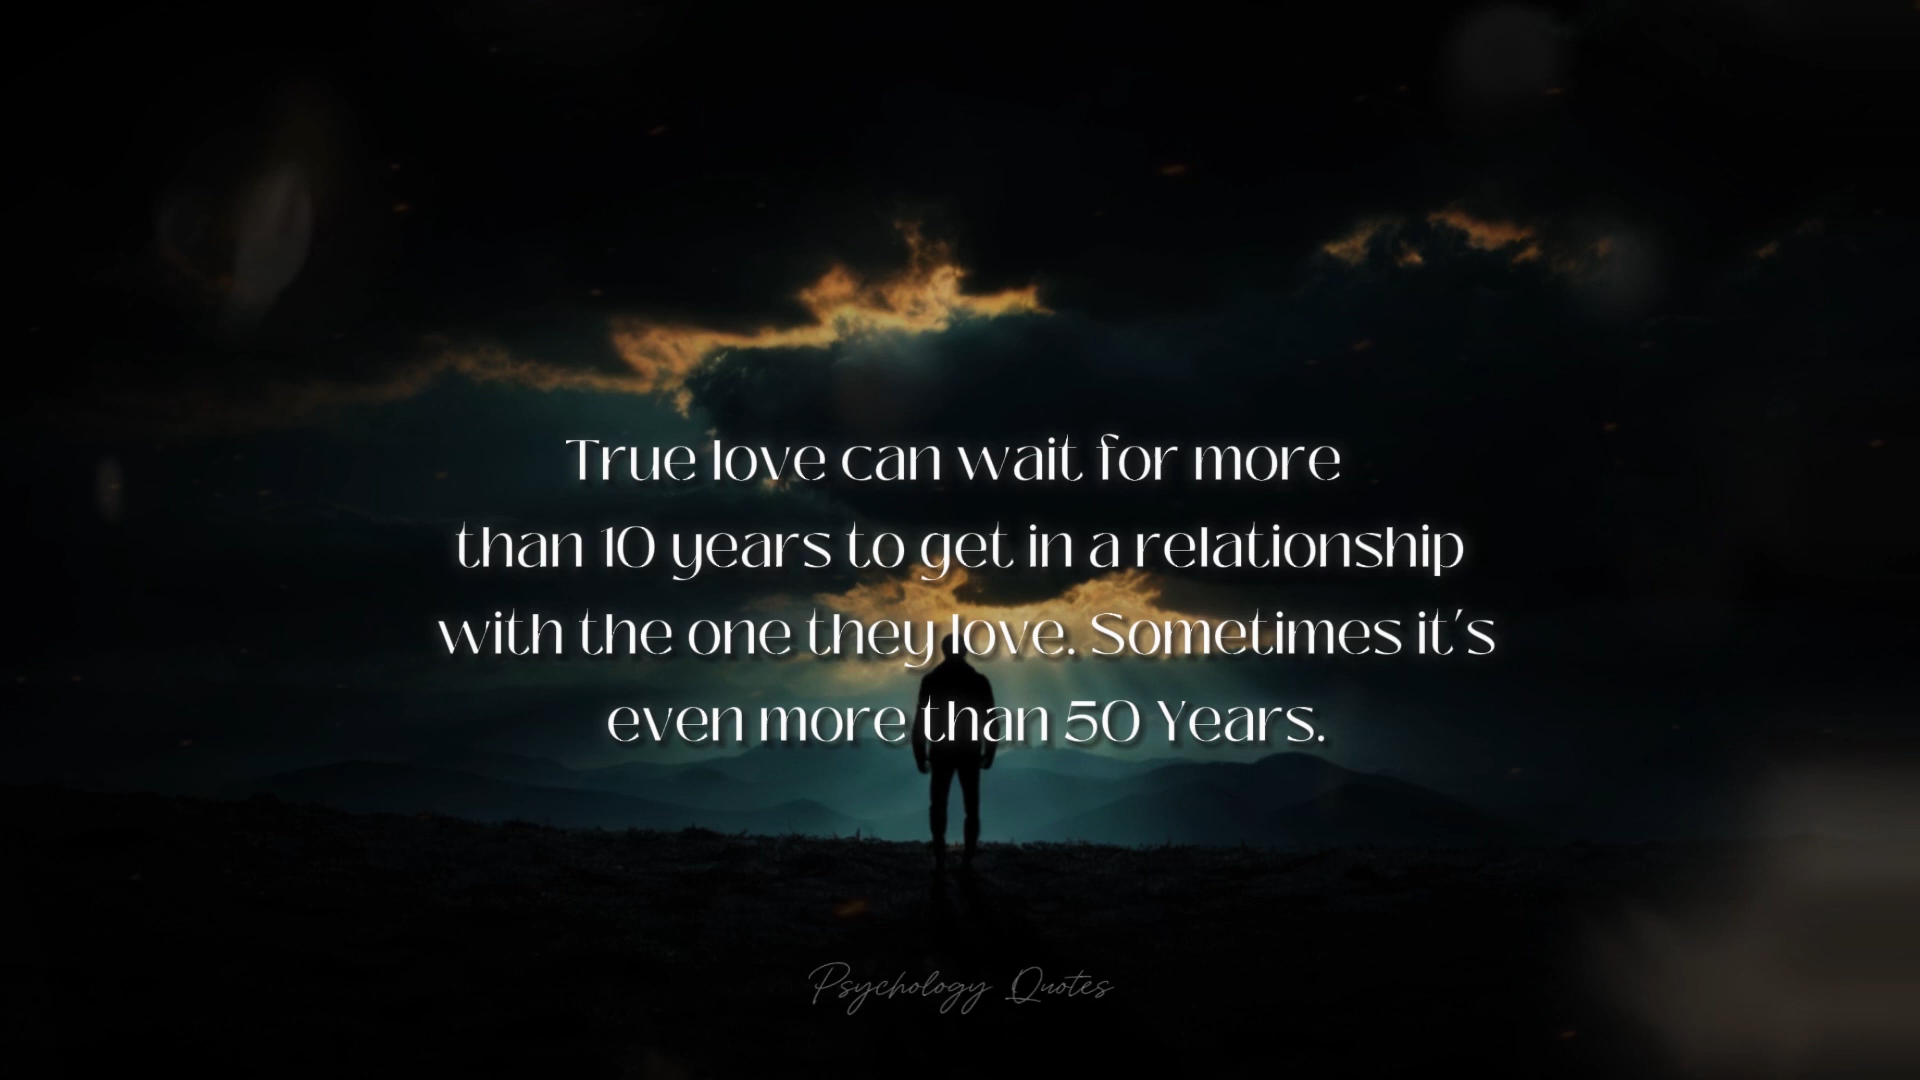 True love can wait for more
than 10 years to get in a relationship
with the one they love. Sometimes it's
even more than 50 Years.
Psychology Quotes